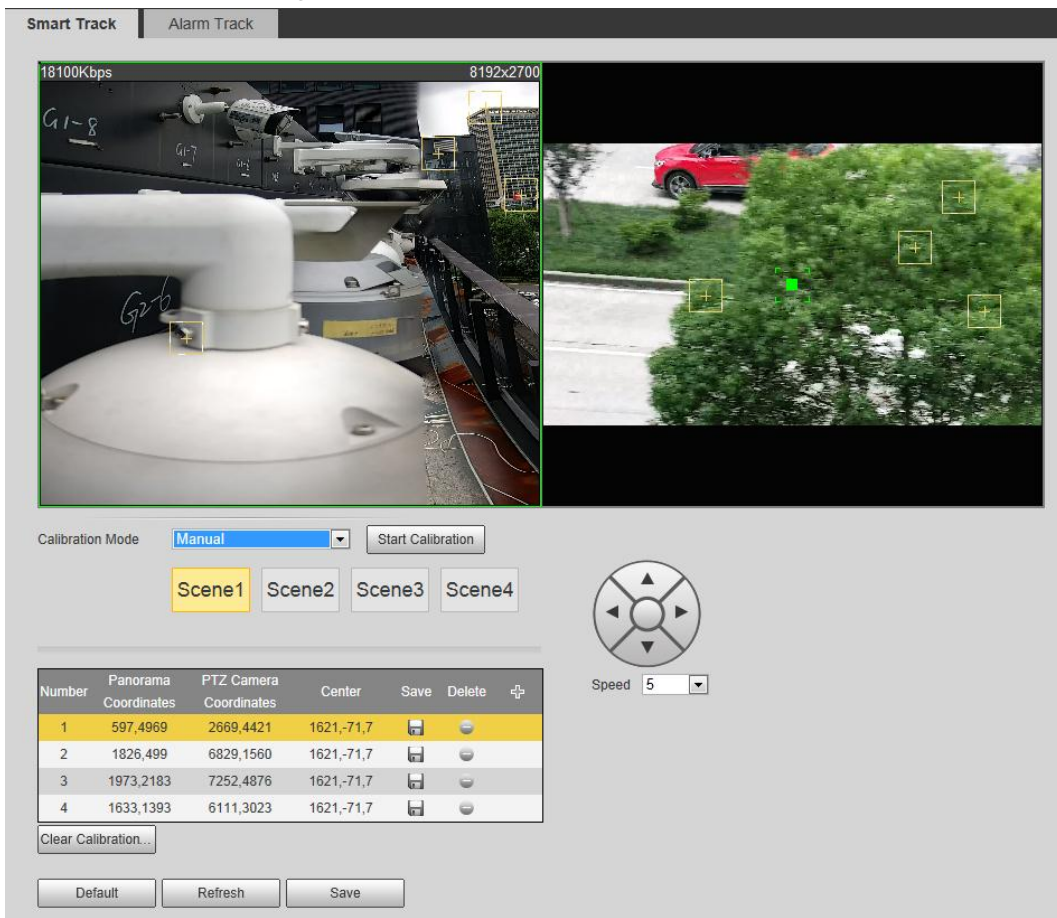 Smart Track
Alarm Track
18100Kbps
8192x2700
G1-8
G1-7
G2-6
Calibration Mode
Manual
Start Calibration
Scene1
Scene2
Scene3
Scene4
Speed
5
Number
Panorama Coordinates
PTZ Camera Coordinates
Center
Save
Delete
1 597,4969 2669,4421 1621,-71,7
2 1826,499 6829,1560 1621,-71,7
3 1973,2183 7252,4876 1621,-71,7
4 1633,1393 6111,3023 1621,-71,7
Clear Calibration...
Default
Refresh
Save